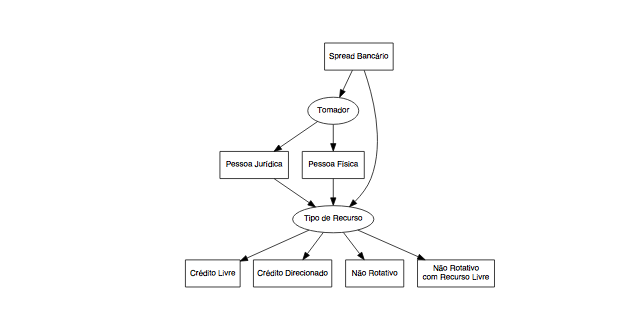 Spread Bancário
Tomador
Pessoa Jurídica
Pessoa Física
Tipo de Recurso
Crédito Livre
Crédito Direcionado
Não Rotativo
Não Rotativo
com Recurso Livre